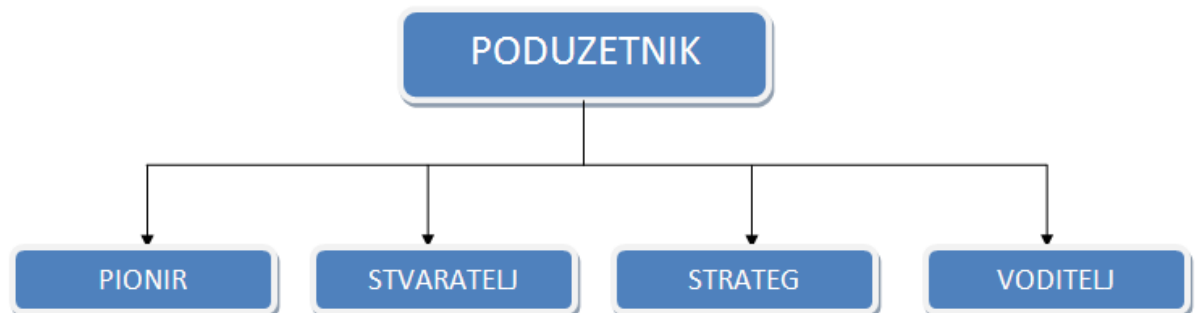 PODUZETNIK
PIONIR
STVARATELJ
STRATEG
VODITELJ